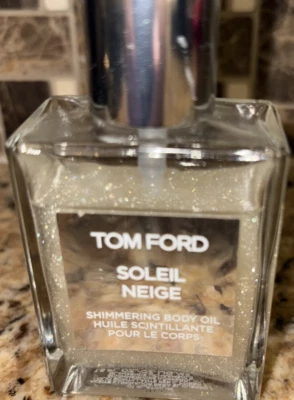 TOM FORD
SOLEIL
NEIGE
SHIMMERING BODY OIL
HUILE SCINTILLANTE
POUR LE CORPS